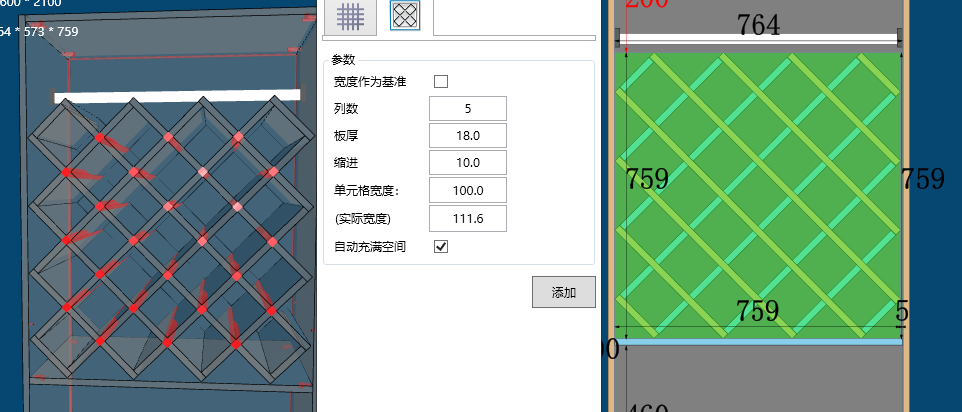 600 * 2100
64 * 573 * 759
参数
宽度作为基准
列数
5
板厚
18.0
缩进
10.0
单元格宽度:
100.0
(实际宽度)
111.6
自动充满空间
添加
200
764
759
759
759
5
00
460